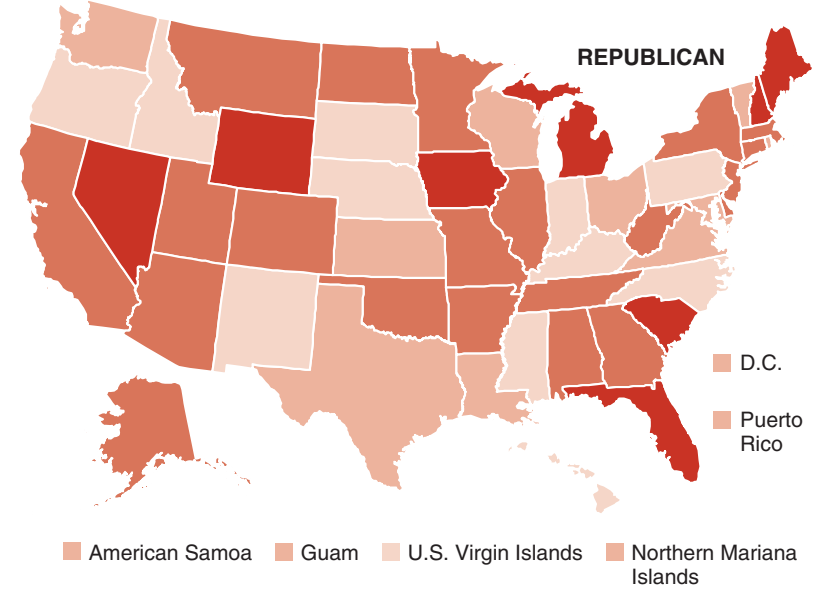 REPUBLICAN
D.C.
Puerto
Rico
American Samoa
Guam
U.S. Virgin Islands
Northern Mariana
Islands